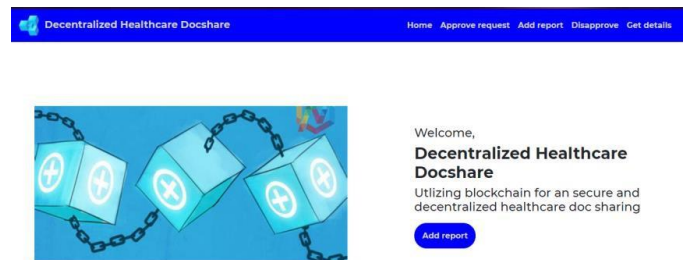 Decentralized Healthcare Docshare
Home Approve request Add report Disapprove Get details
Welcome,
Decentralized Healthcare
Docshare
Utlizing blockchain for an secure and
decentralized healthcare doc sharing
Add report